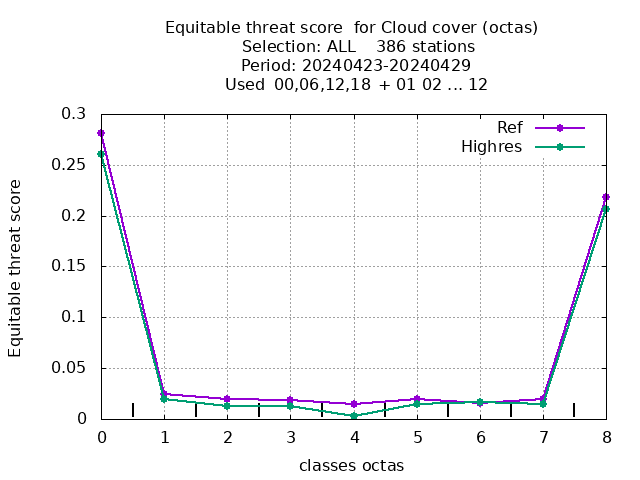 Equitable threat score  for Cloud cover (octas)
Selection: ALL    386 stations
Period: 20240423-20240429
Used  00,06,12,18  + 01 02 ... 12
Ref
Highres
0.3
0.25
0.2
0.15
0.1
0.05
0
Equitable threat score
0 1 2 3 4 5 6 7 8
classes octas